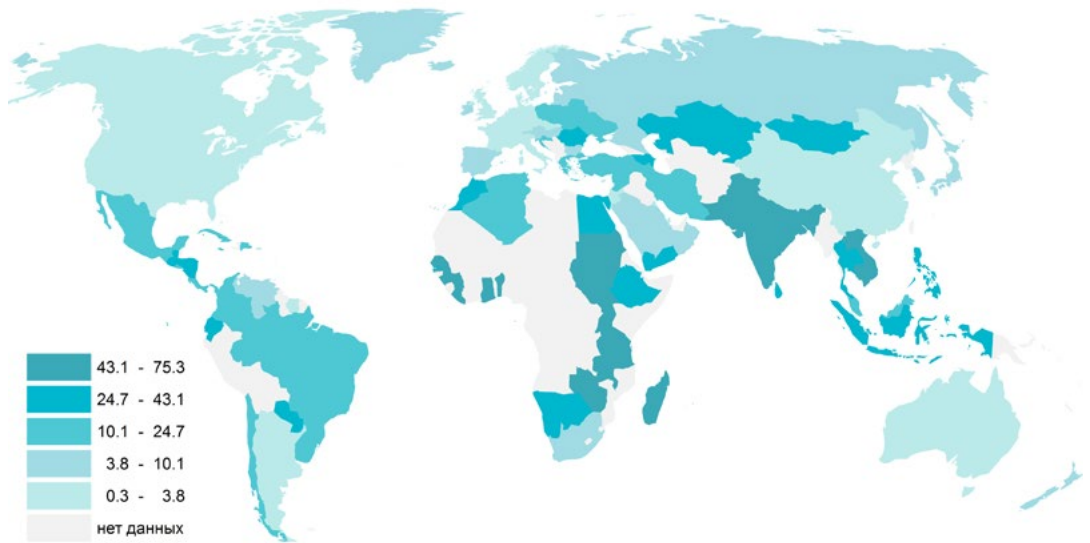 43.1 - 75.3
24.7 - 43.1
10.1 - 24.7
3.8 - 10.1
0.3 - 3.8
нет данных